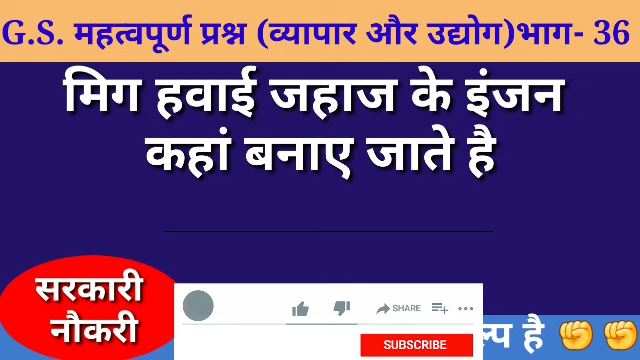 G.S. महत्वपूर्ण प्रश्न (व्यापार और उद्योग)भाग- 36
मिग हवाई जहाज के इंजन
कहां बनाए जाते है
सरकारी
नौकरी
SHARE
SUBSCRIBE
है ✊ ✊